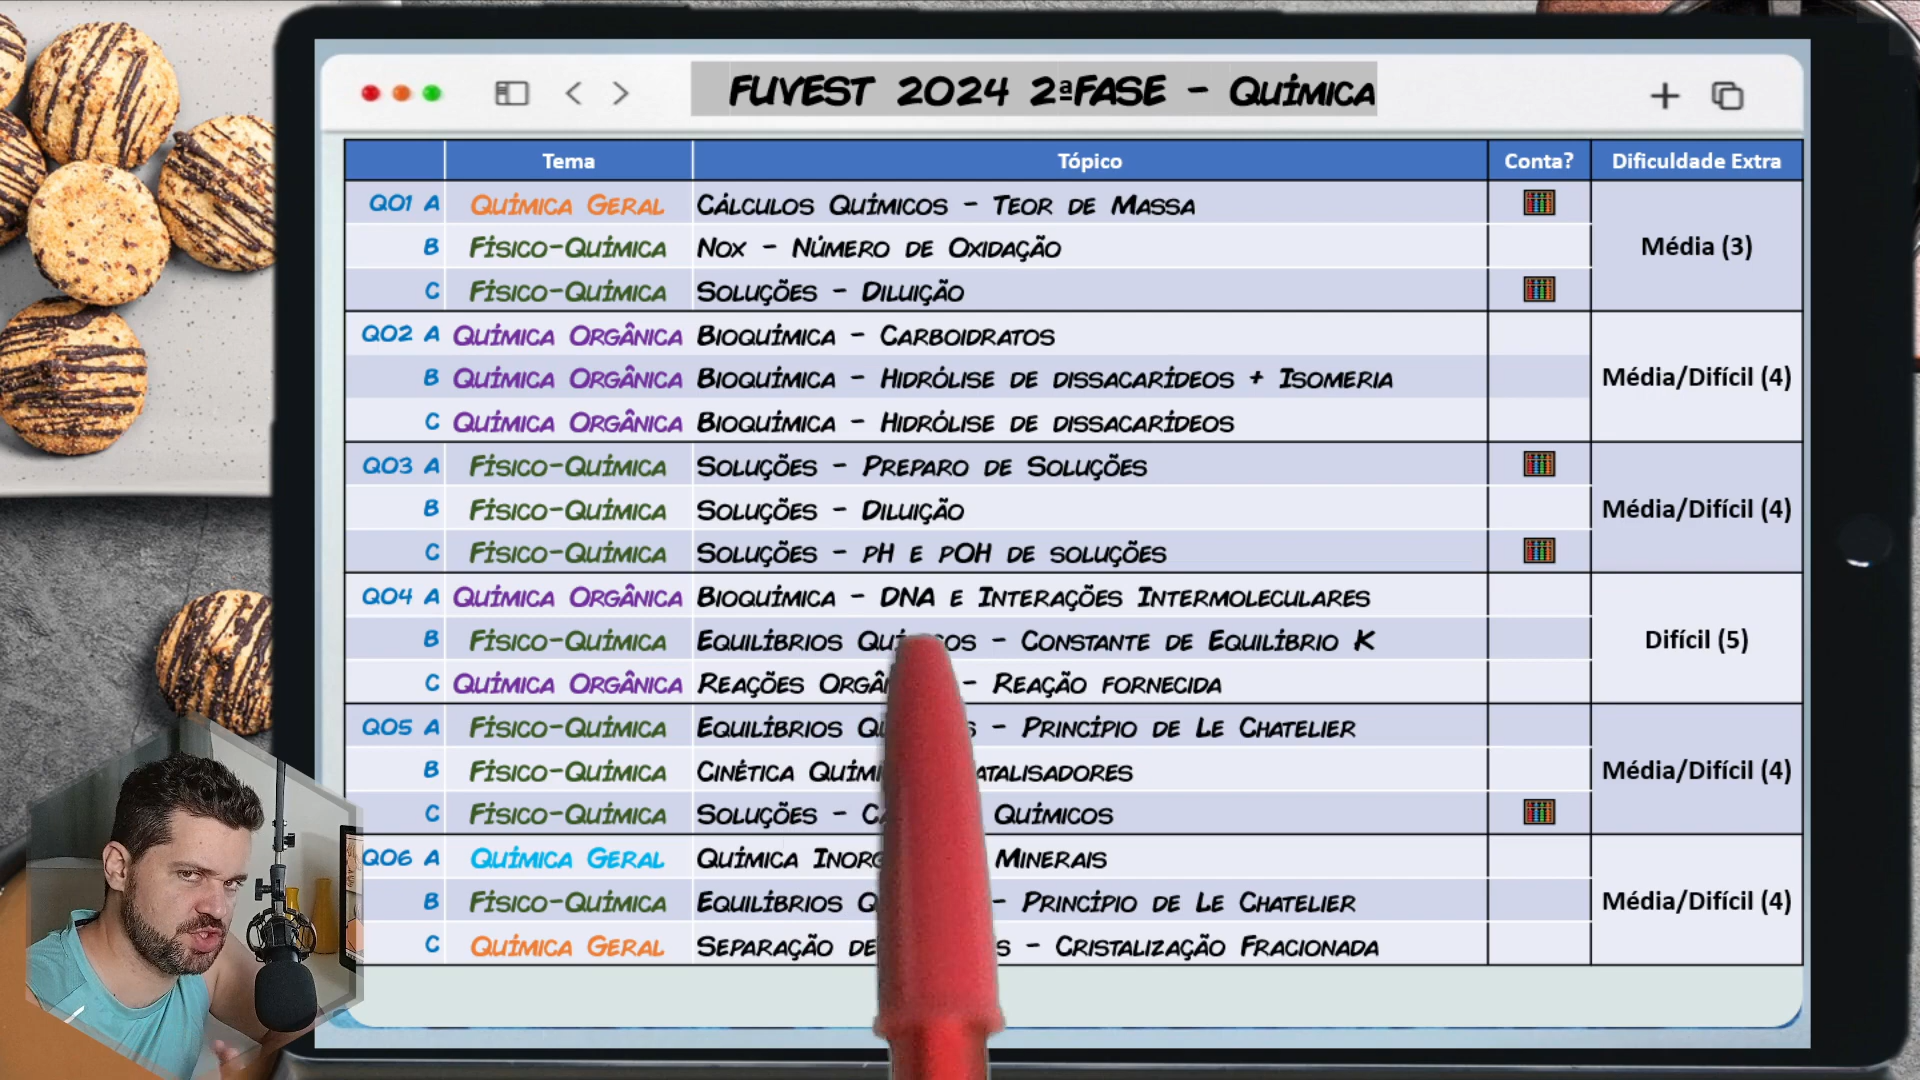 FUVEST 2024 2ªFASE - QUÍMICA
Tema Tópico Conta? Dificuldade Extra
Q01 A QUÍMICA GERAL CÁLCULOS QUÍMICOS - TEOR DE MASSA
B FÍSICO-QUÍMICA NOX - NÚMERO DE OXIDAÇÃO Média (3)
C FÍSICO-QUÍMICA SOLUÇÕES - DILUIÇÃO
Q02 A QUÍMICA ORGÂNICA BIOQUÍMICA - CARBOIDRATOS
B QUÍMICA ORGÂNICA BIOQUÍMICA - HIDRÓLISE DE DISSACARÍDEOS + ISOMERIA Média/Difícil (4)
C QUÍMICA ORGÂNICA BIOQUÍMICA - HIDRÓLISE DE DISSACARÍDEOS
Q03 A FÍSICO-QUÍMICA SOLUÇÕES - PREPARO DE SOLUÇÕES
B FÍSICO-QUÍMICA SOLUÇÕES - DILUIÇÃO Média/Difícil (4)
C FÍSICO-QUÍMICA SOLUÇÕES - PH E POH DE SOLUÇÕES
Q04 A QUÍMICA ORGÂNICA BIOQUÍMICA - DNA E INTERAÇÕES INTERMOLECULARES
B FÍSICO-QUÍMICA EQUILÍBRIOS QUÍMICOS - CONSTANTE DE EQUILÍBRIO K Difícil (5)
C QUÍMICA ORGÂNICA REAÇÕES - REAÇÃO FORNECIDA
Q05 A FÍSICO-QUÍMICA EQUILÍBRIOS - PRINCÍPIO DE LE CHATELIER
B FÍSICO-QUÍMICA CINÉTICA Média/Difícil (4)
C FÍSICO-QUÍMICA SOLUÇÕES - QUÍMICOS
Q06 A QUÍMICA GERAL QUÍMICA MINERAIS
B FÍSICO-QUÍMICA EQUILÍBRIOS - PRINCÍPIO DE LE CHATELIER Média/Difícil (4)
C QUÍMICA GERAL SEPARAÇÃO DE - CRISTALIZAÇÃO FRACIONADA